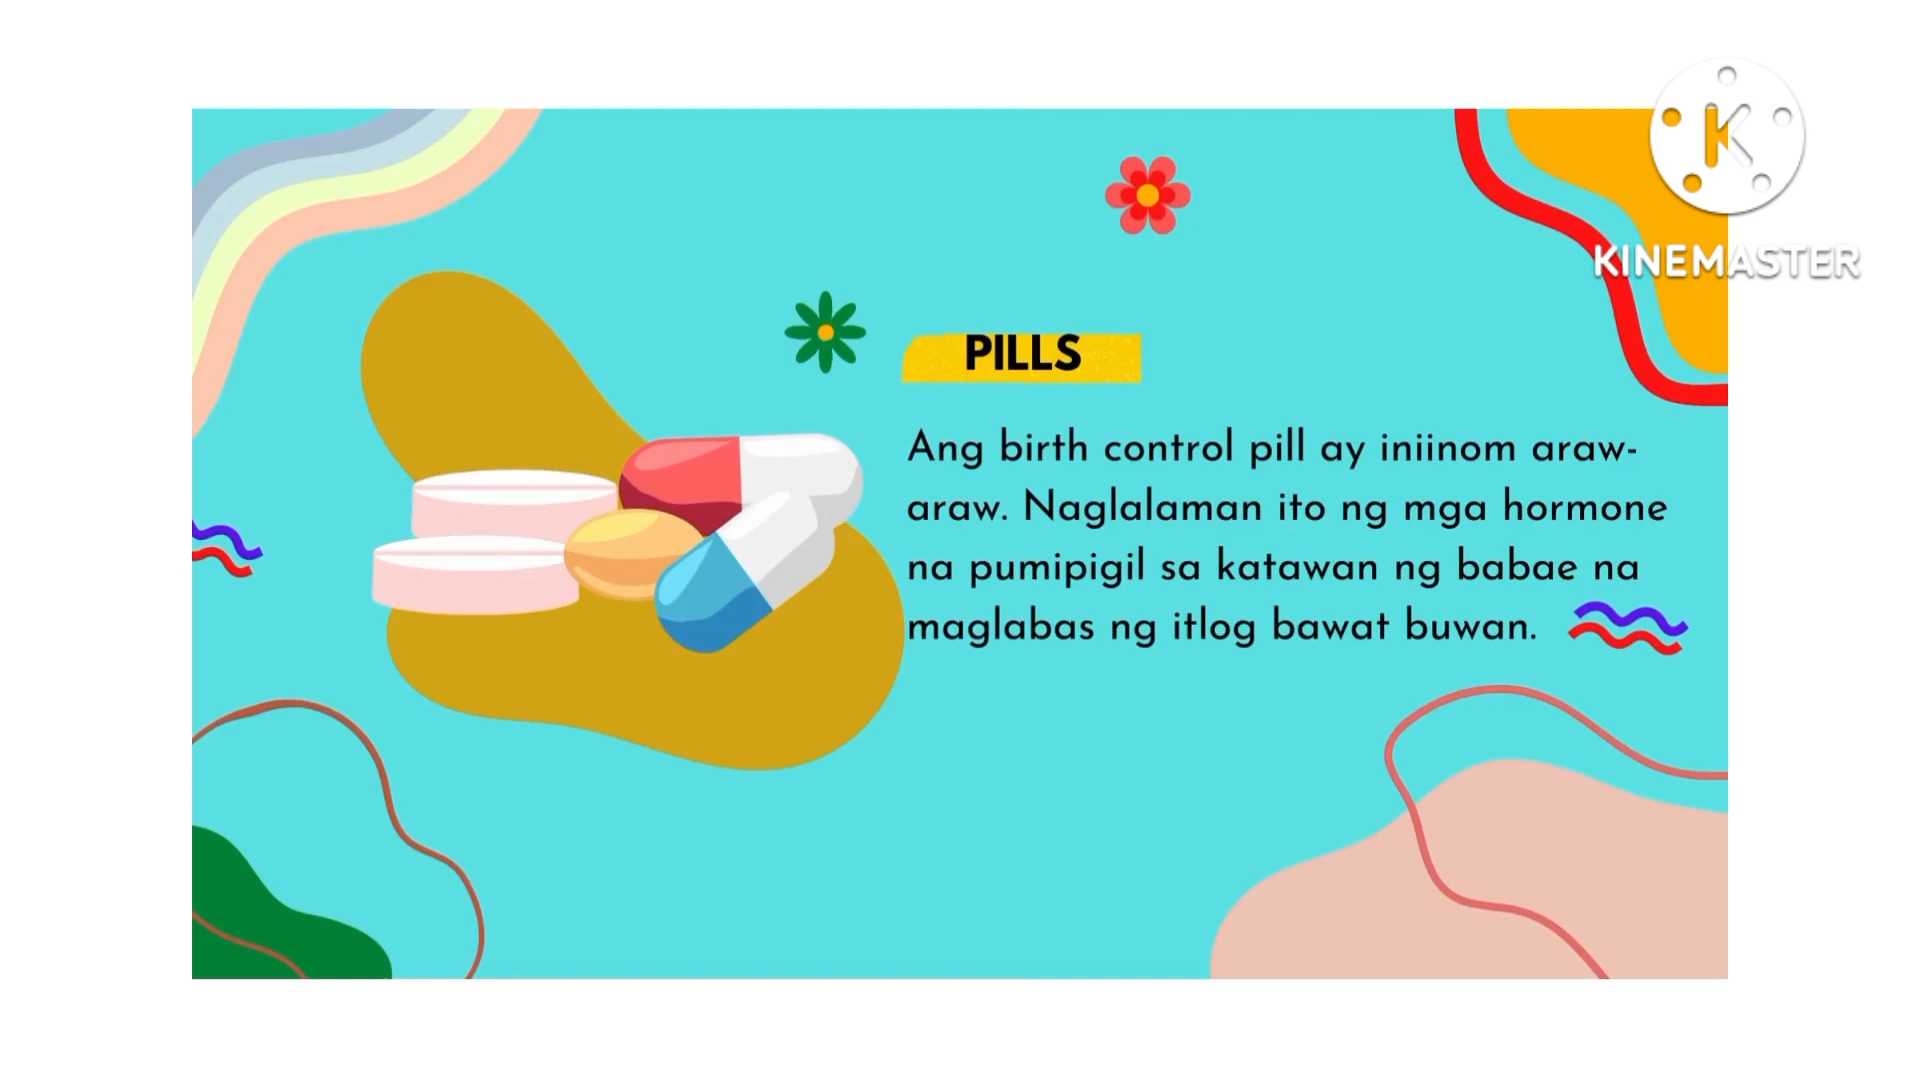 K
KINEMASTER
PILLS
Ang birth control pill ay iniinom araw-
araw. Naglalaman ito ng mga hormone
na pumipigil sa katawan ng babae na
maglabas ng itlog bawat buwan.